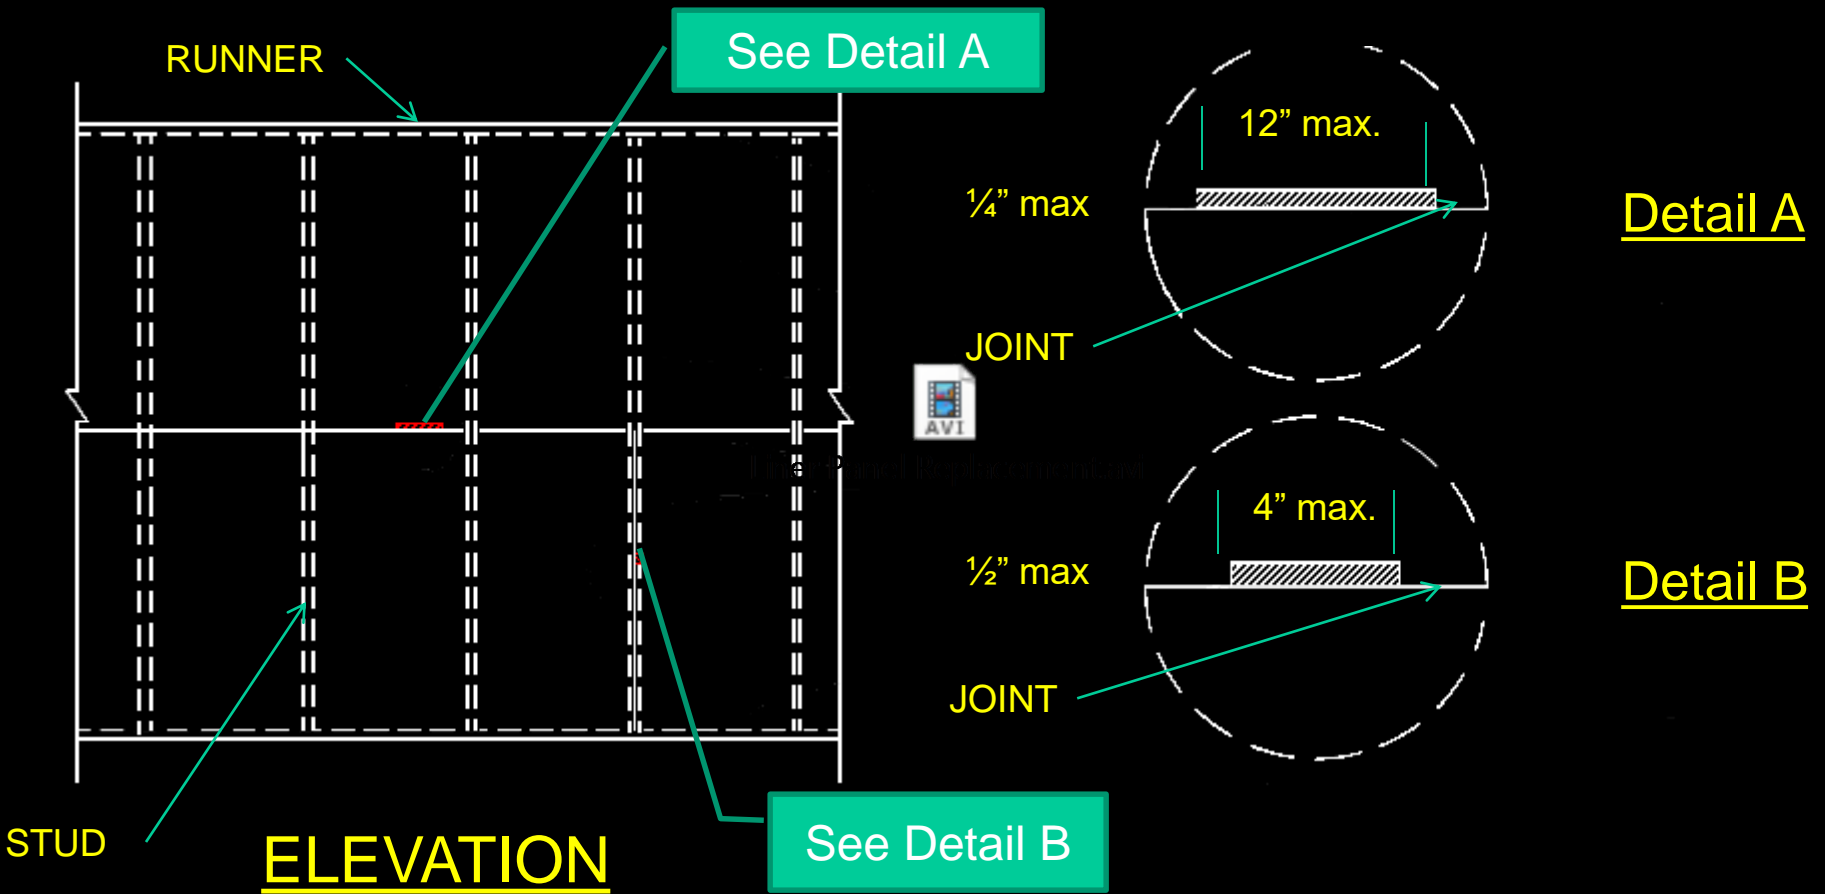 See Detail A
RUNNER
12” max.
¼” max
Detail A
JOINT
AVI
4” max.
½” max
Detail B
JOINT
STUD
ELEVATION
See Detail B